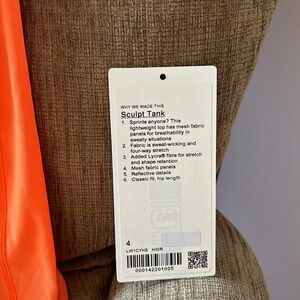 WHY WE MADE THIS
Sculpt Tank
1. Sprints anyone? This
lightweight top has mesh fabric
panels for breathability in
sweaty situations
2. Fabric is sweat-wicking and
four-way stretch
3. Added Lycra® fibre for stretch
and shape retention
4. Mesh fabric panels
5. Reflective details
6. Classic fit, hip length
4
LW1CYHS HIOR
000142201005